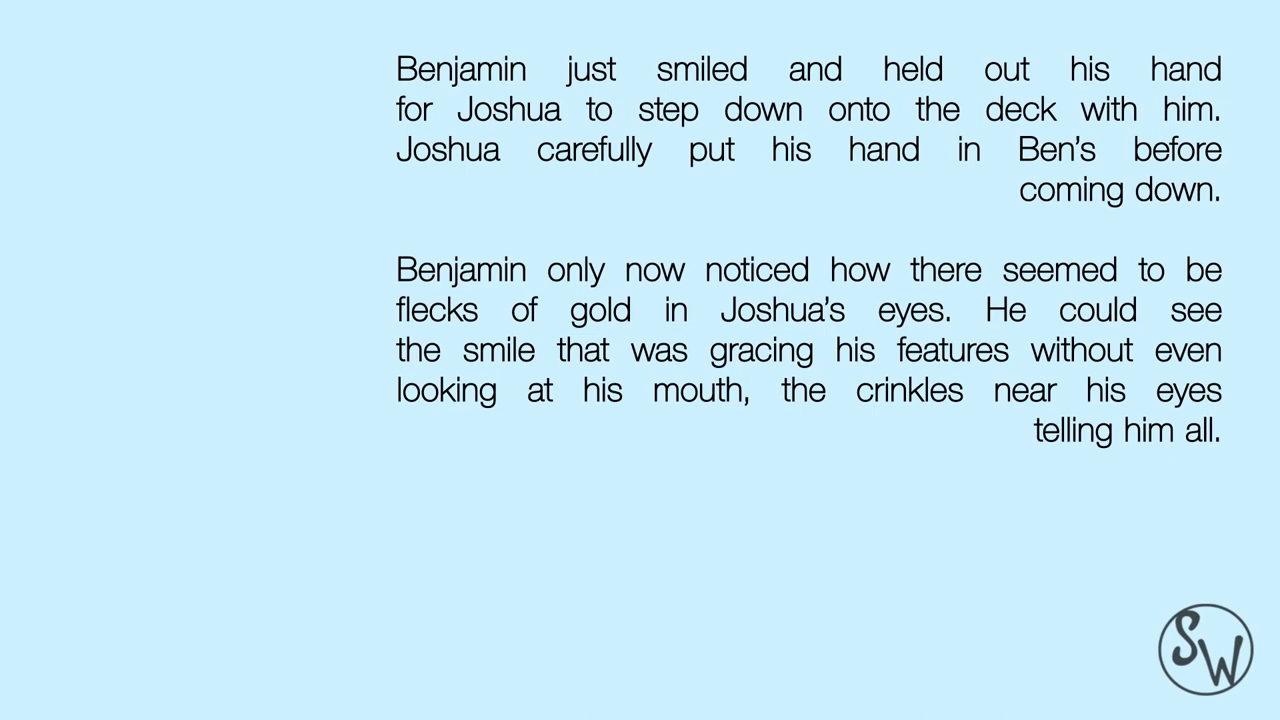 Benjamin just smiled and held out his hand
for Joshua to step down onto the deck with him.
Joshua carefully put his hand in Ben’s before
coming down.
Benjamin only now noticed how there seemed to be
flecks of gold in Joshua’s eyes. He could see
the smile that was gracing his features without even
looking at his mouth, the crinkles near his eyes
telling him all.
SW